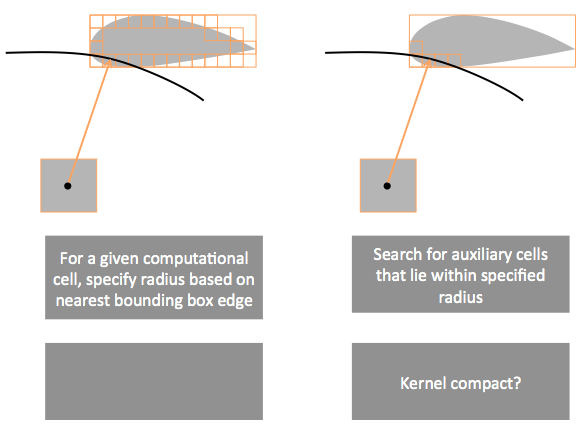 For a given computational
cell, specify radius based on
nearest bounding box edge
Search for auxiliary cells
that lie within specified
radius
Kernel compact?